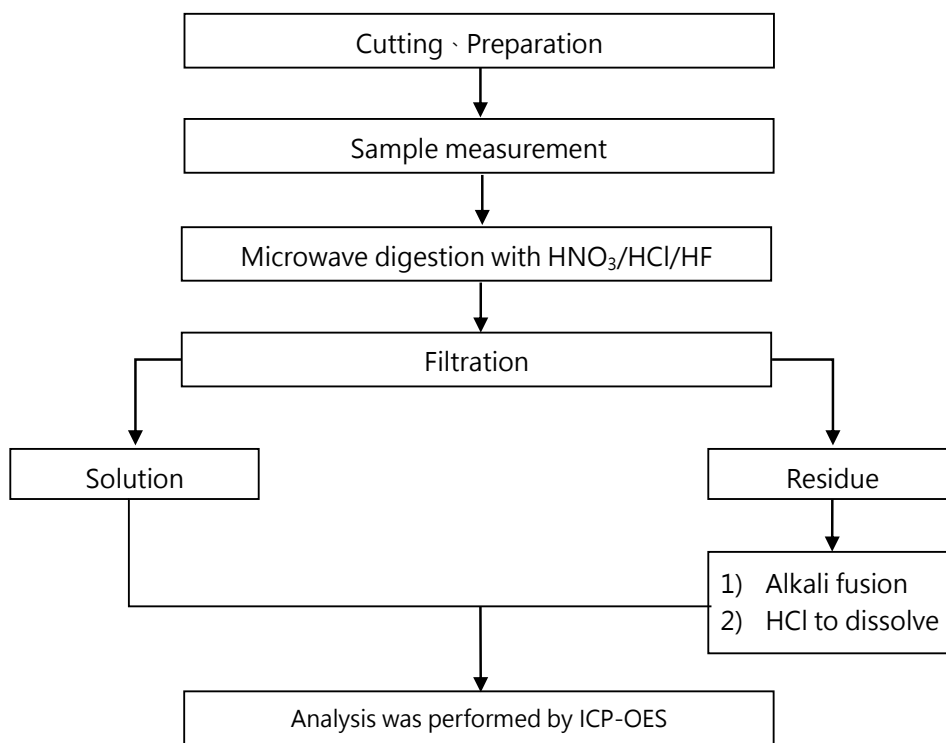 Cutting、Preparation
Sample measurement
Microwave digestion with HNO₃/HCl/HF
Filtration
Solution
Residue
1) Alkali fusion
2) HCl to dissolve
Analysis was performed by ICP-OES